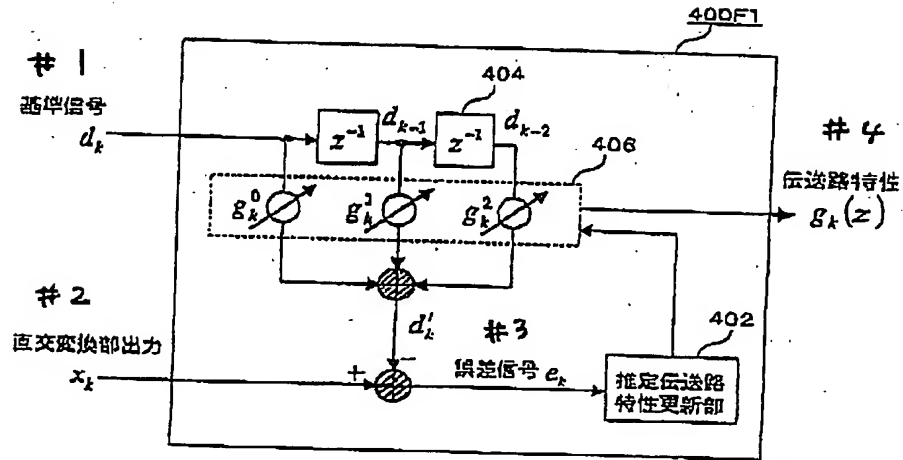 400F1
#1
基準信号
d_k
z^{-1}
d_{k-1}
404
z^{-1}
d_{k-2}
406
#4
伝送路特性
g_k(z)
g_k^0
g_k^1
g_k^2
#2
直交変換部出力
x_k
d'_k
+
−
#3
誤差信号 e_k
402
推定伝送路
特性更新部